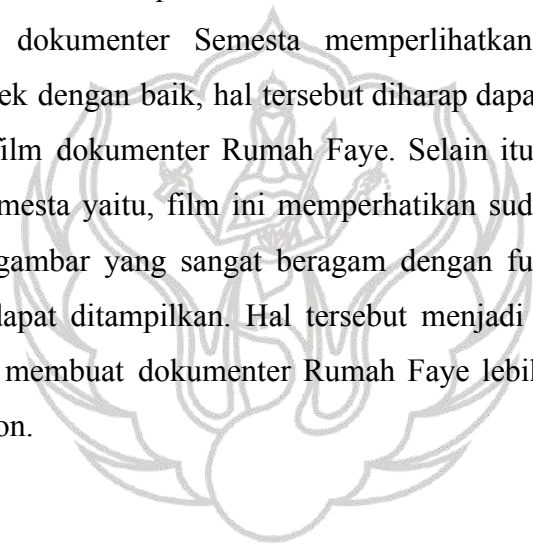 dokumenter Semesta memperlihatkan
ek dengan baik, hal tersebut diharap dapa
film dokumenter Rumah Faye. Selain itu
mesta yaitu, film ini memperhatikan sud
gambar yang sangat beragam dengan fu
dapat ditampilkan. Hal tersebut menjadi
membuat dokumenter Rumah Faye lebil
on.